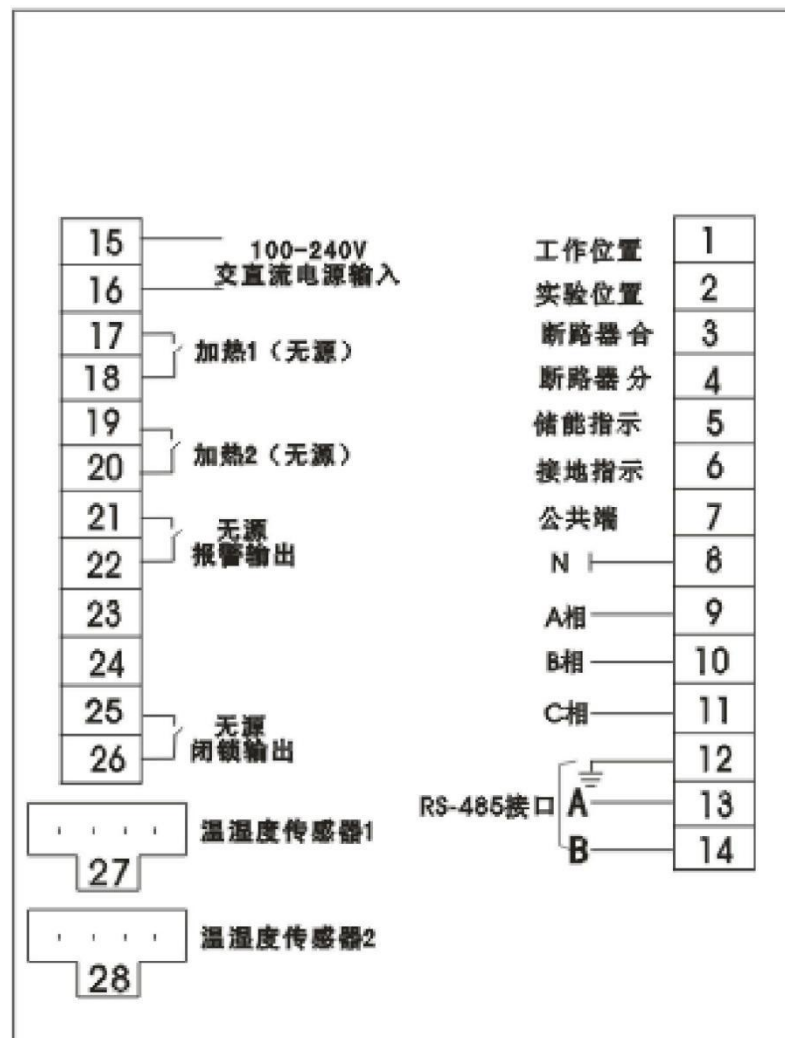 15
100-240V
16
交直流电源输入
17
加热1（无源）
18
19
加热2（无源）
20
21
无源
22
报警输出
23
24
25
无源
26
闭锁输出
27
温湿度传感器1
28
温湿度传感器2
工作位置 1
实验位置 2
断路器合 3
断路器分 4
储能指示 5
接地指示 6
公共端 7
N 8
A相 9
B相 10
C相 11
12
RS-485接口 A 13
B 14